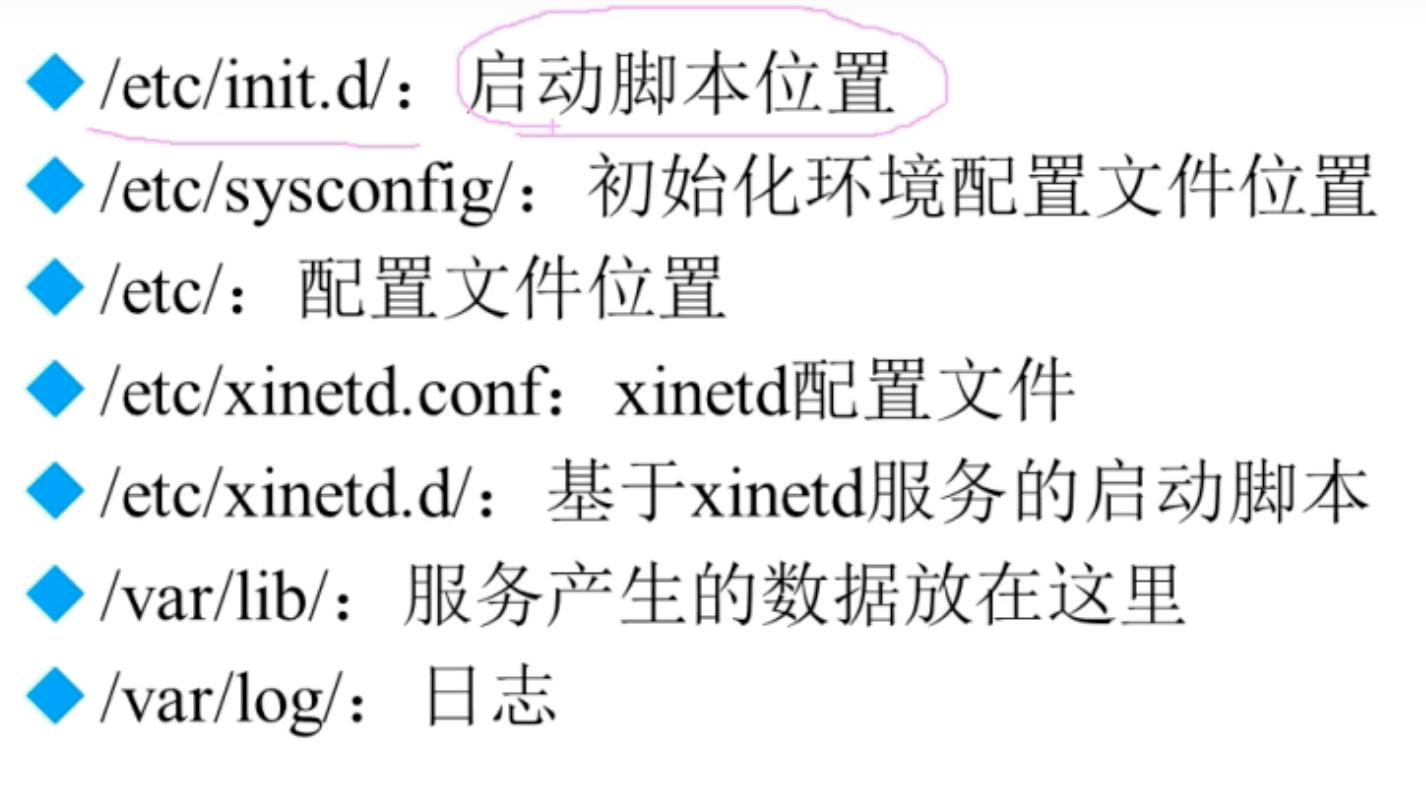 /etc/init.d/：启动脚本位置
/etc/sysconfig/：初始化环境配置文件位置
/etc/：配置文件位置
/etc/xinetd.conf：xinetd配置文件
/etc/xinetd.d/：基于xinetd服务的启动脚本
/var/lib/：服务产生的数据放在这里
/var/log/：日志